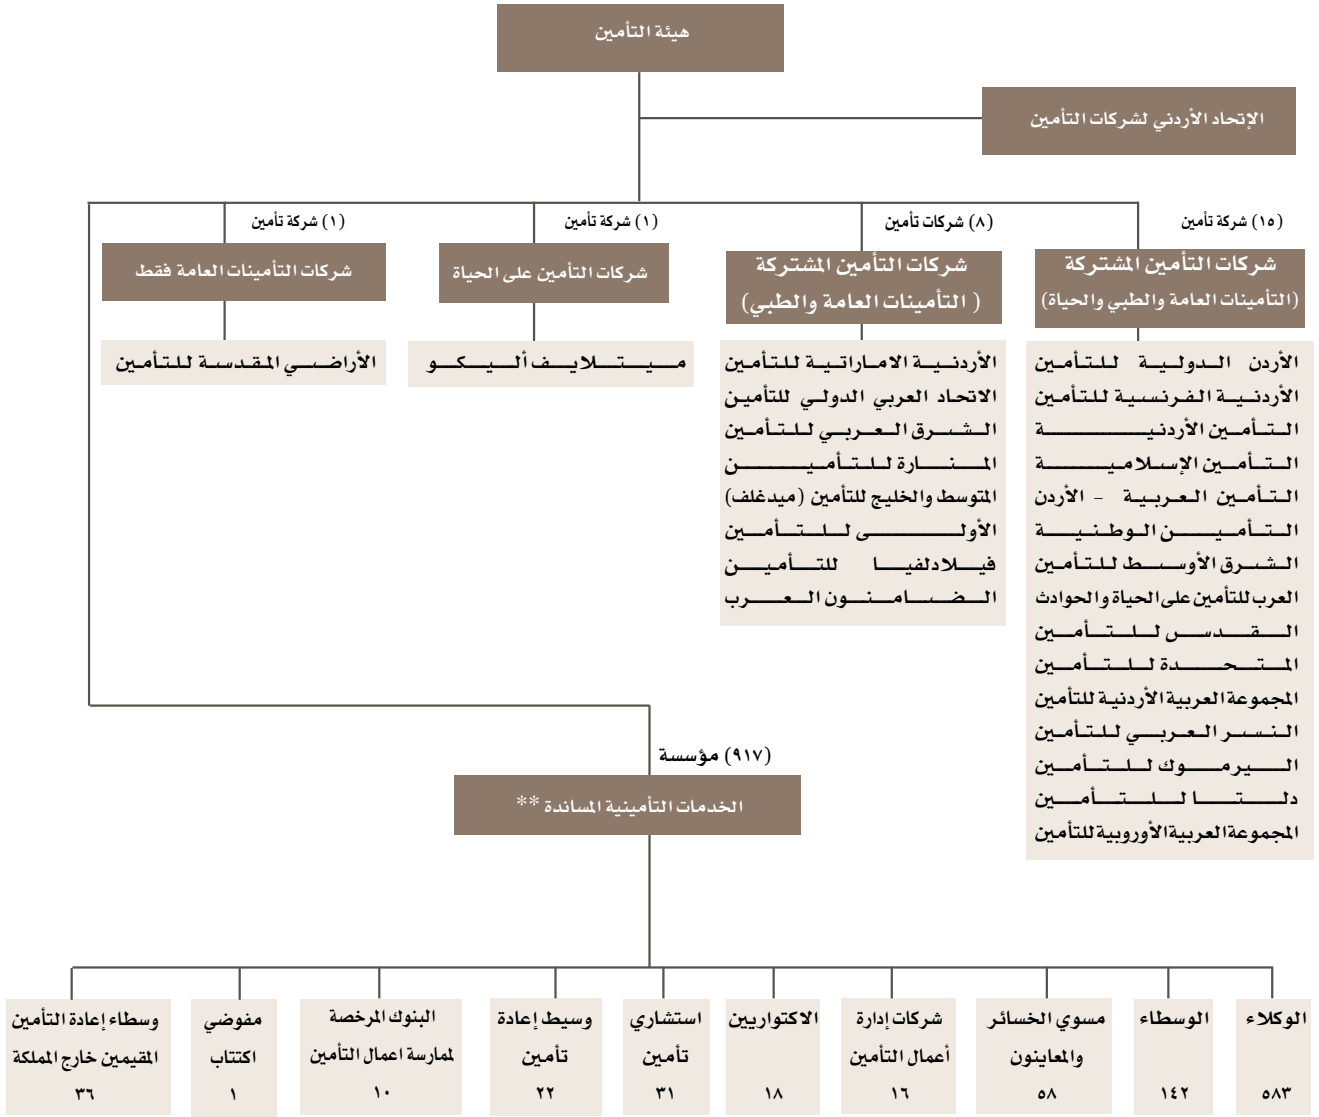 هيئة التأمين
الإتحاد الأردني لشركات التأمين
(١٥) شركة تأمين
شركات التأمين المشتركة
(التأمينات العامة والطبي والحياة)
الأردن الدولية للتأمين
الأردنية الفرنسية للتأمين
التأمين الأردنية
التأمين الإسلامية
التأمين العربية - الأردن
التأمين الوطنية
الشرق الأوسط للتأمين
العرب للتأمين على الحياة والحوادث
القدس للتأمين
المتحدة للتأمين
المجموعة العربية الأردنية للتأمين
النسر العربي للتأمين
اليرموك للتأمين
دلتا للتأمين
المجموعة العربية الأوروبية للتأمين
(٨) شركات تأمين
شركات التأمين المشتركة
( التأمينات العامة والطبي)
الأردنية الاماراتية للتأمين
الاتحاد العربي الدولي للتأمين
الشرق العربي للتأمين
المنارة للتأمين
المتوسط والخليج للتأمين (ميدغلف)
الأولى للتأمين
فيلادلفيا للتأمين
الضامنون العرب
(١) شركة تأمين
شركات التأمين على الحياة
ميتلايف أليكو
(١) شركة تأمين
شركات التأمينات العامة فقط
الأراضي المقدسة للتأمين
(٩١٧) مؤسسة
الخدمات التأمينية المساندة **
الوكلاء
٥٨٣
الوسطاء
١٤٢
مسوي الخسائر
والمعاينون
٥٨
شركات إدارة
أعمال التأمين
١٦
الاكتواريين
١٨
استشاري
تأمين
٣١
وسيط إعادة
تأمين
٢٢
البنوك المرخصة
لممارسة اعمال التأمين
١٠
مفوضي
اكتتاب
١
وسطاء إعادة التأمين
المقيمين خارج المملكة
٣٦